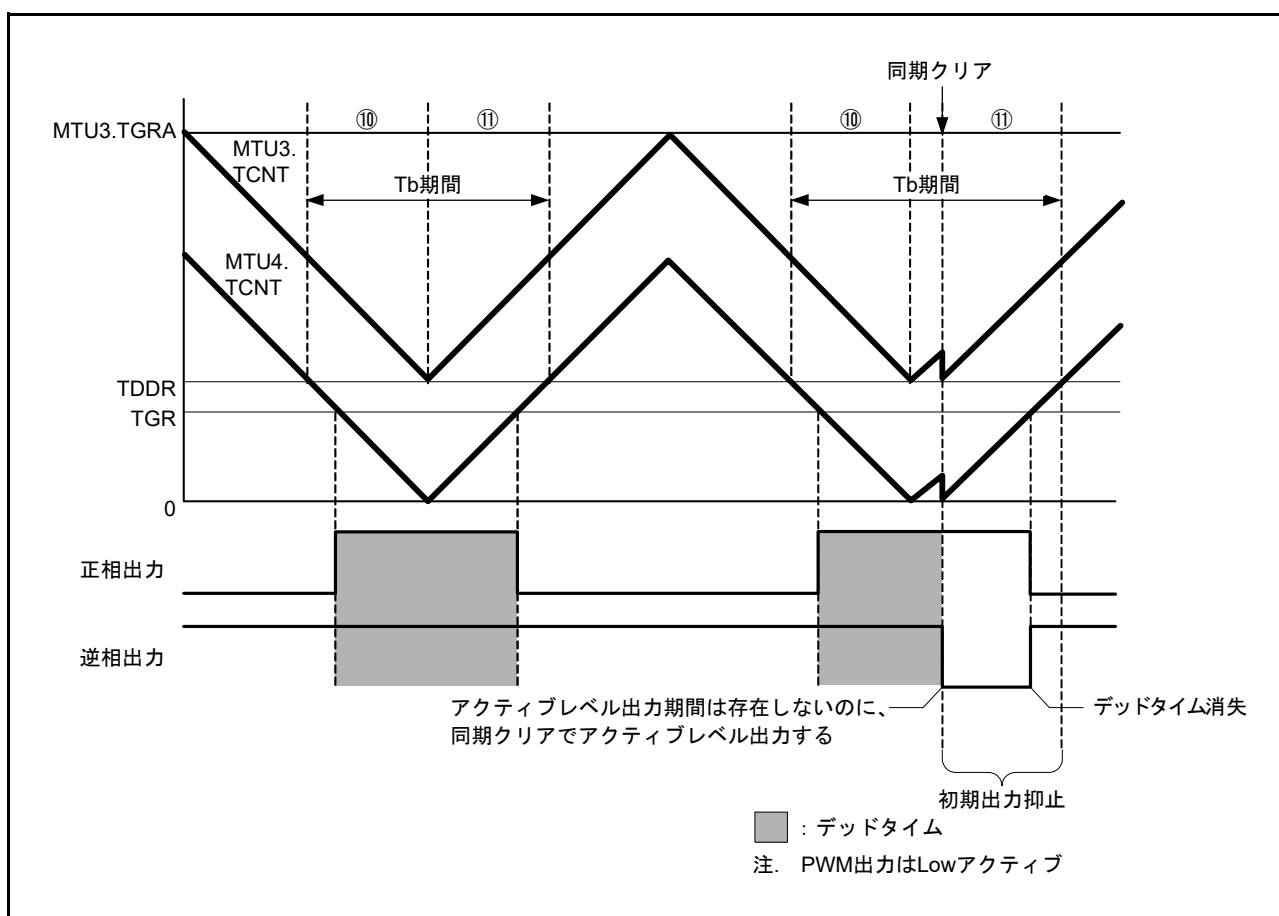 同期クリア
⑩
⑪
⑩
⑪
MTU3.TGRA
MTU3.
TCNT
Tb期間
Tb期間
MTU4.
TCNT
TDDR
TGR
0
正相出力
逆相出力
アクティブレベル出力期間は存在しないのに、
同期クリアでアクティブレベル出力する
デッドタイム消失
初期出力抑止
：デッドタイム
注. PWM出力はLowアクティブ